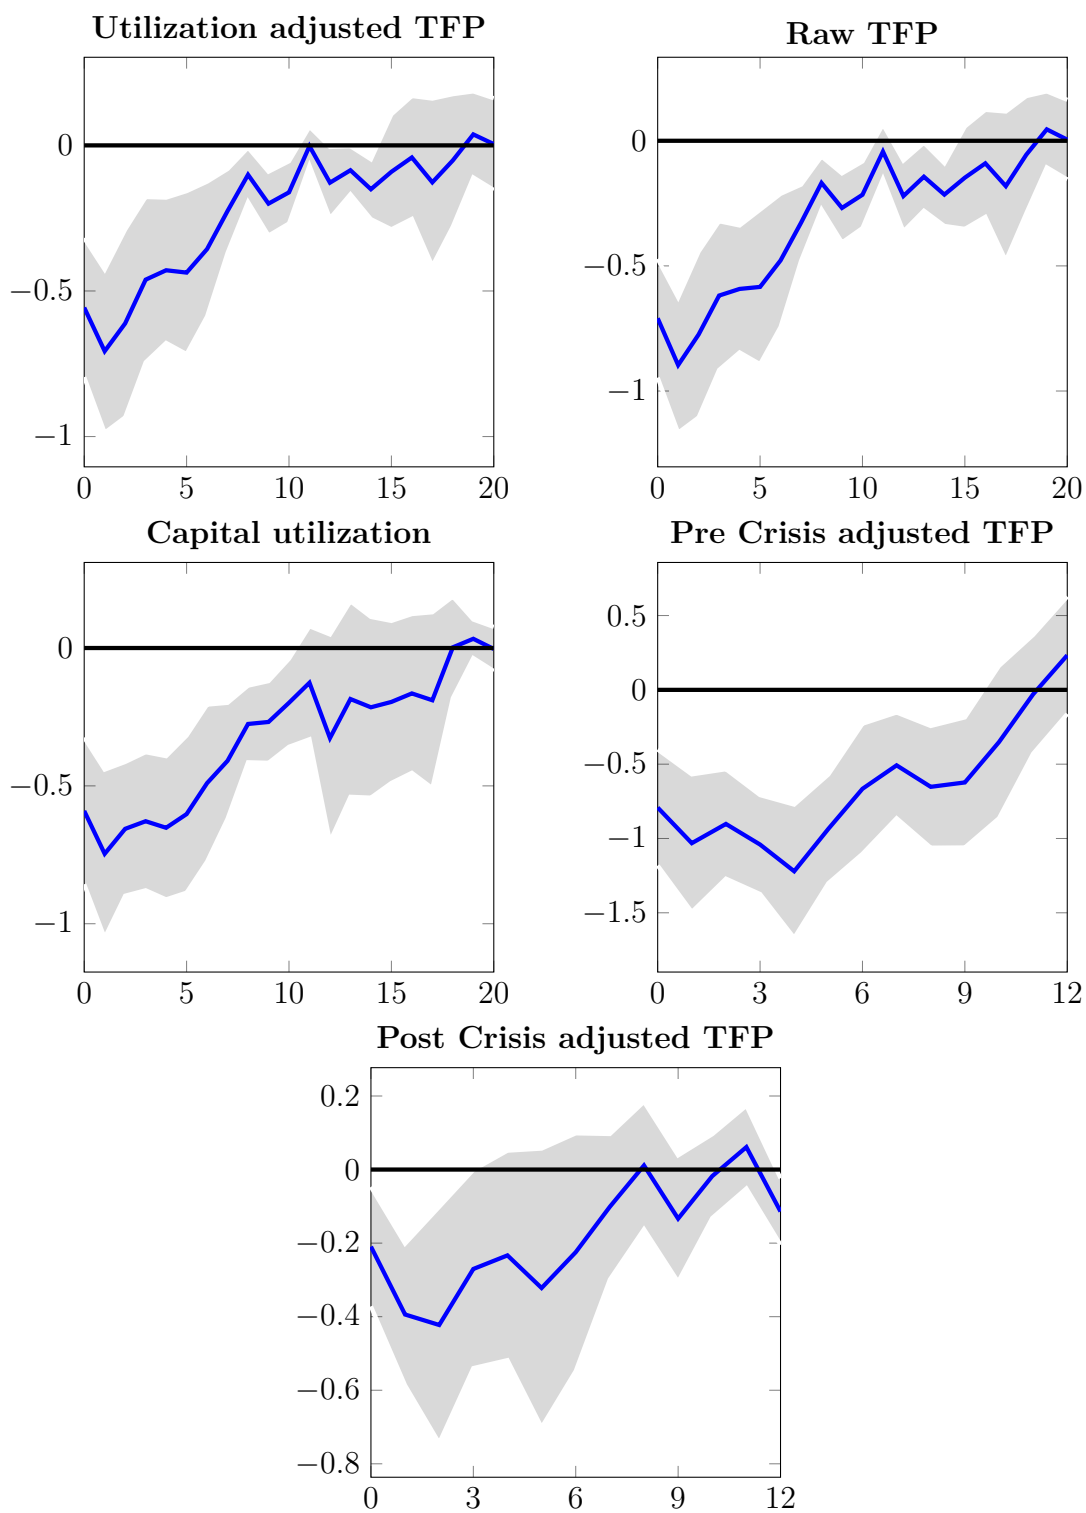 Utilization adjusted TFP
0
−0.5
−1
0 5 10 15 20
Raw TFP
0
−0.5
−1
0 5 10 15 20
Capital utilization
0
−0.5
−1
0 5 10 15 20
Pre Crisis adjusted TFP
0.5
0
−0.5
−1
−1.5
0 3 6 9 12
Post Crisis adjusted TFP
0.2
0
−0.2
−0.4
−0.6
−0.8
0 3 6 9 12